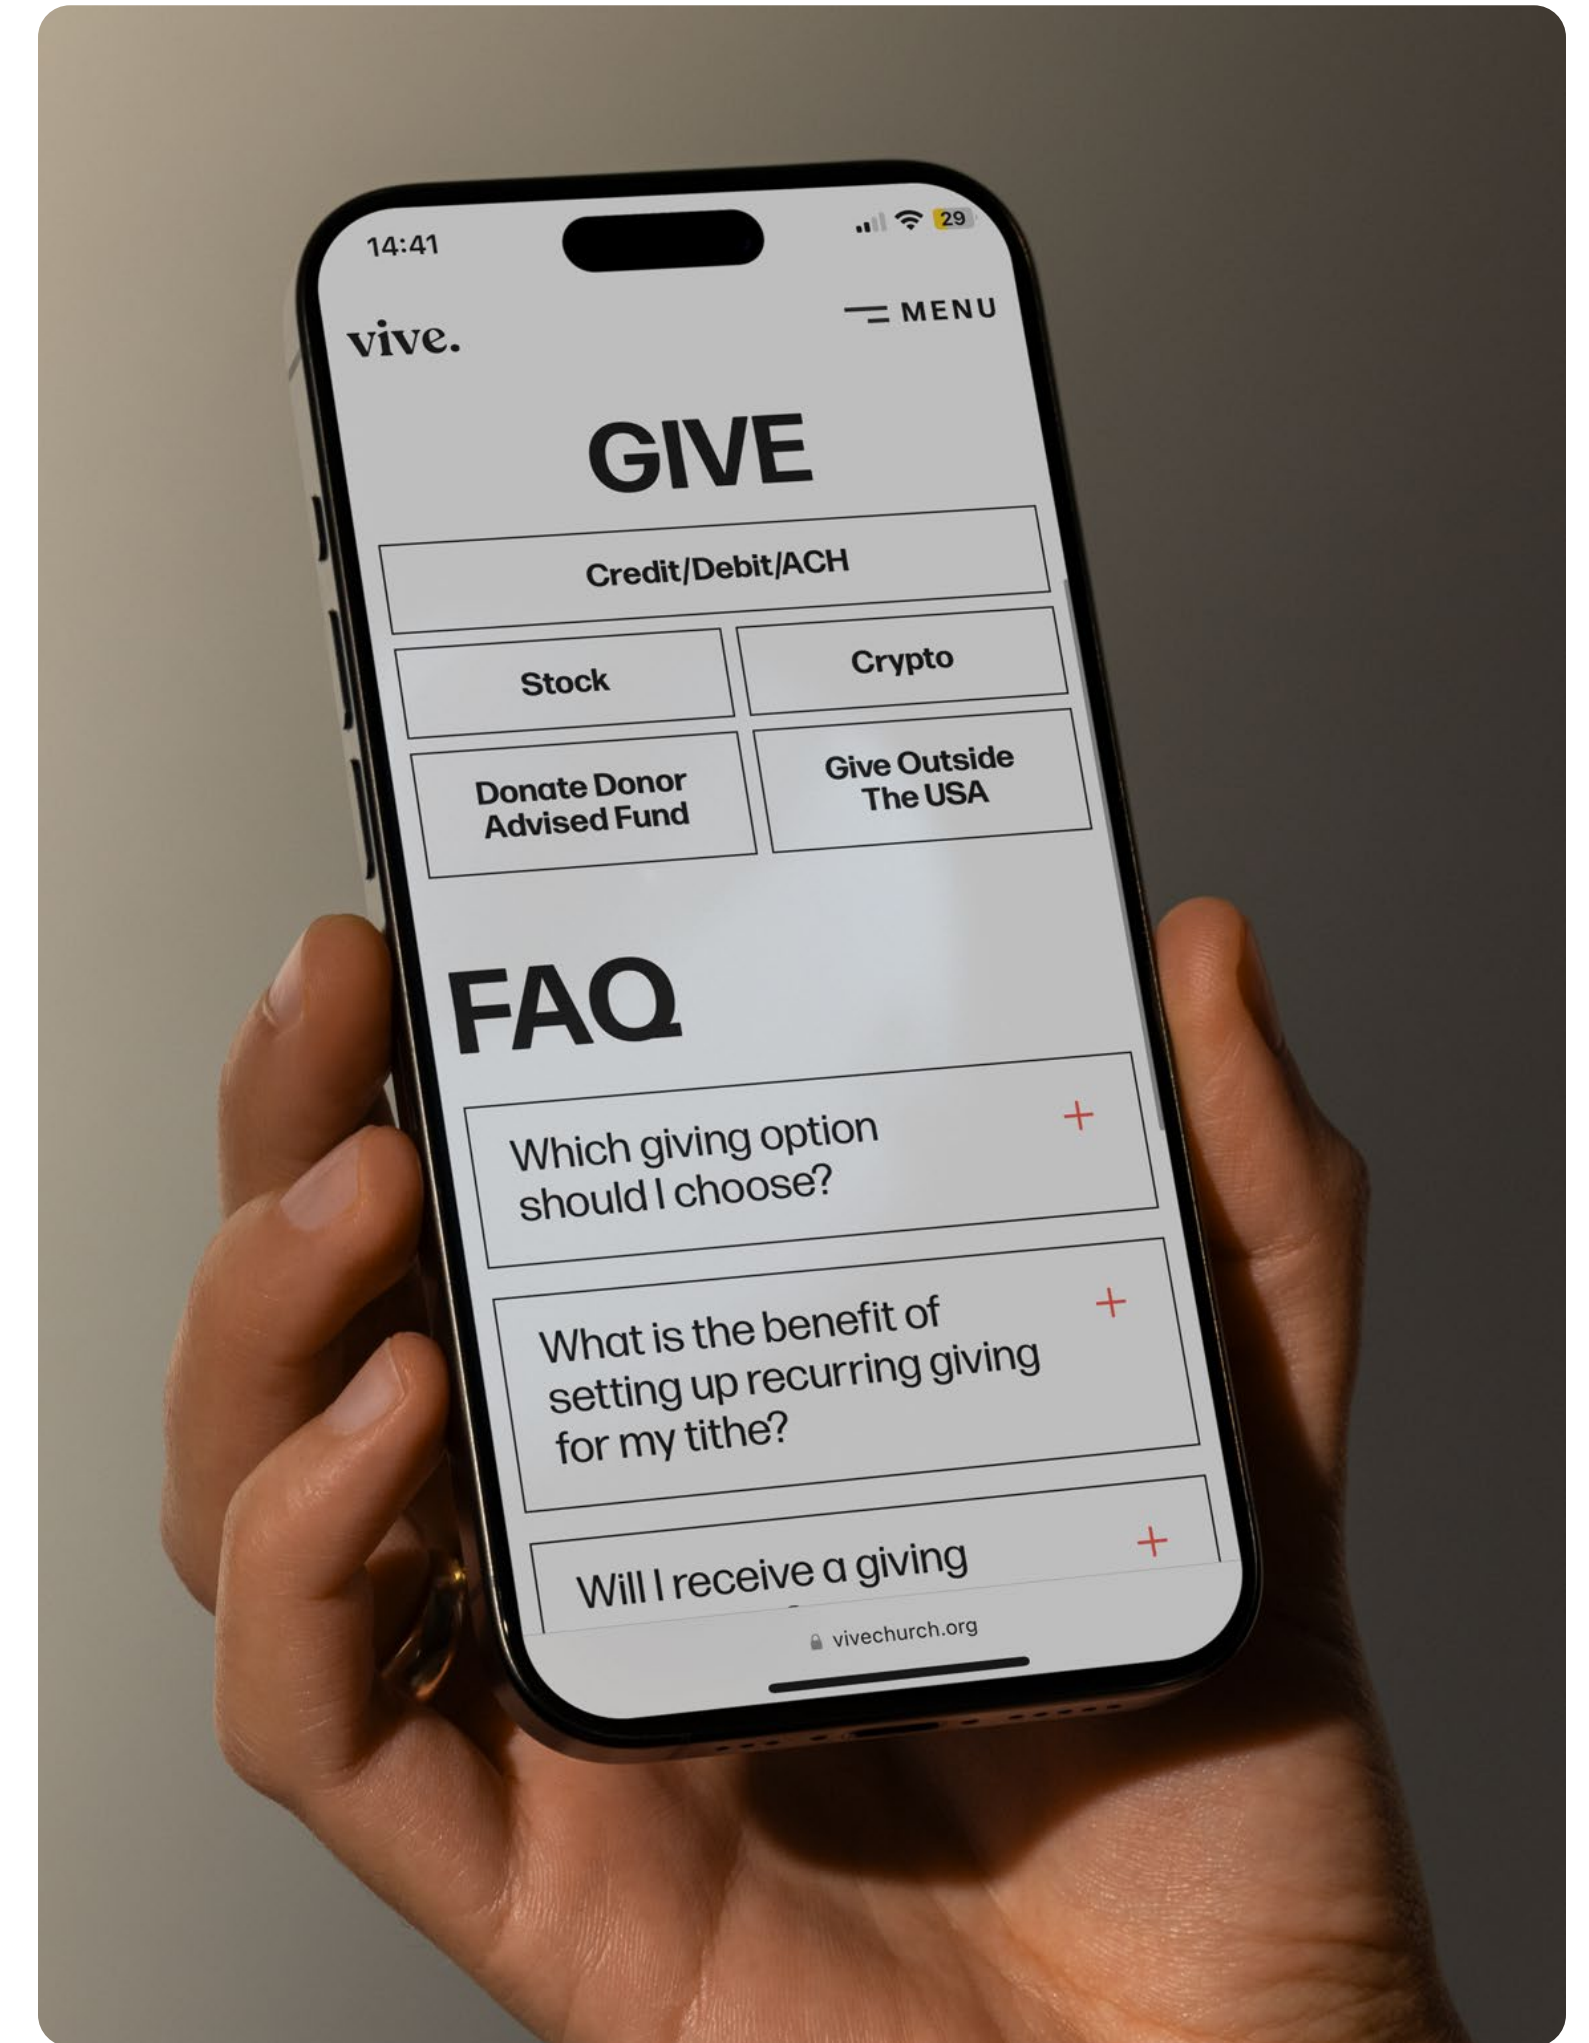 14:41
29
vive.
MENU
GIVE
Credit/Debit/ACH
Stock
Crypto
Donate Donor
Advised Fund
Give Outside
The USA
FAQ
Which giving option
should I choose?
What is the benefit of
setting up recurring giving
for my tithe?
Will I receive a giving
vivechurch.org